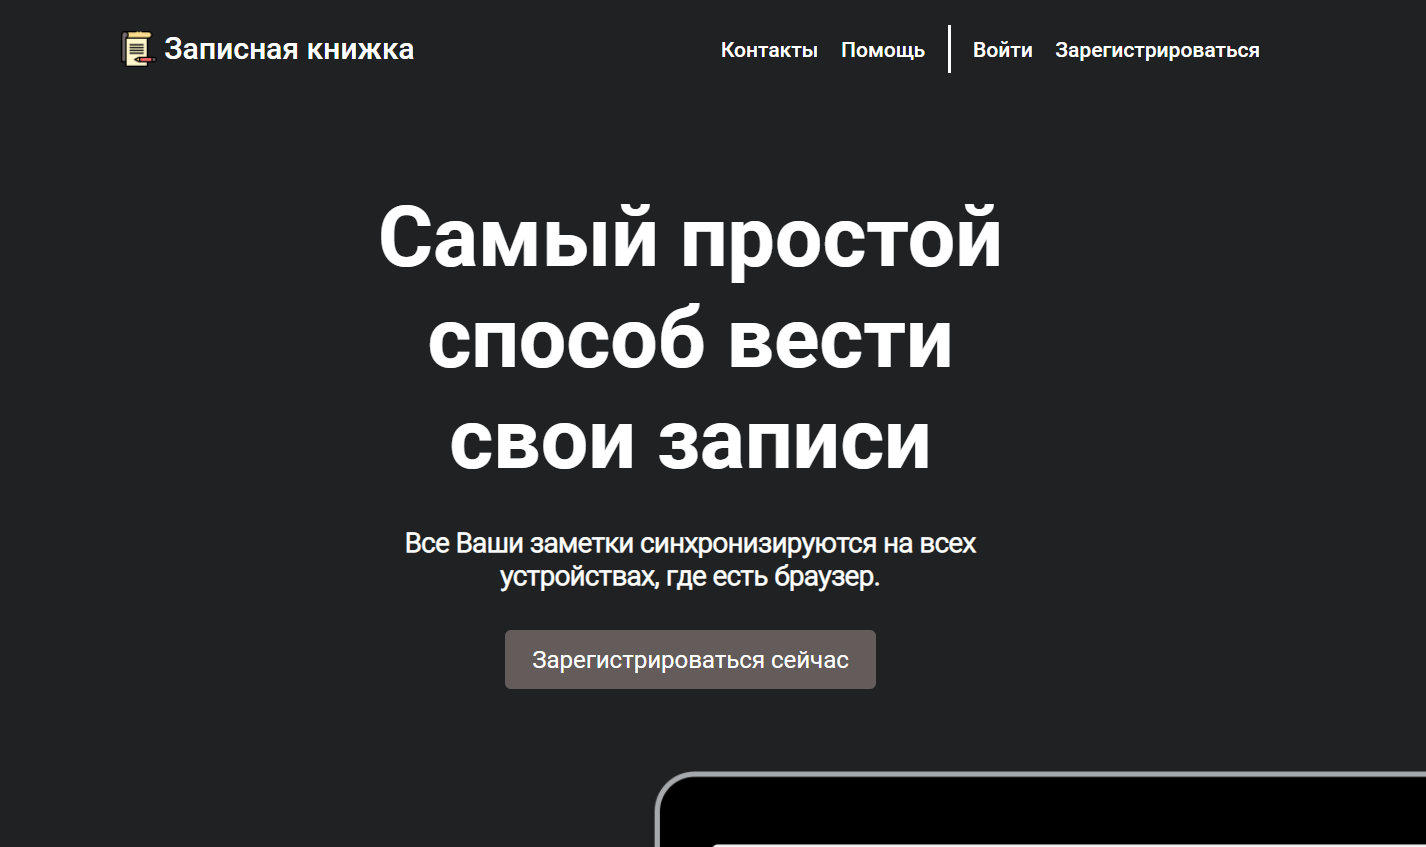 Записная книжка
Контакты Помощь Войти Зарегистрироваться
Самый простой
способ вести
свои записи
Все Ваши заметки синхронизируются на всех
устройствах, где есть браузер.
Зарегистрироваться сейчас